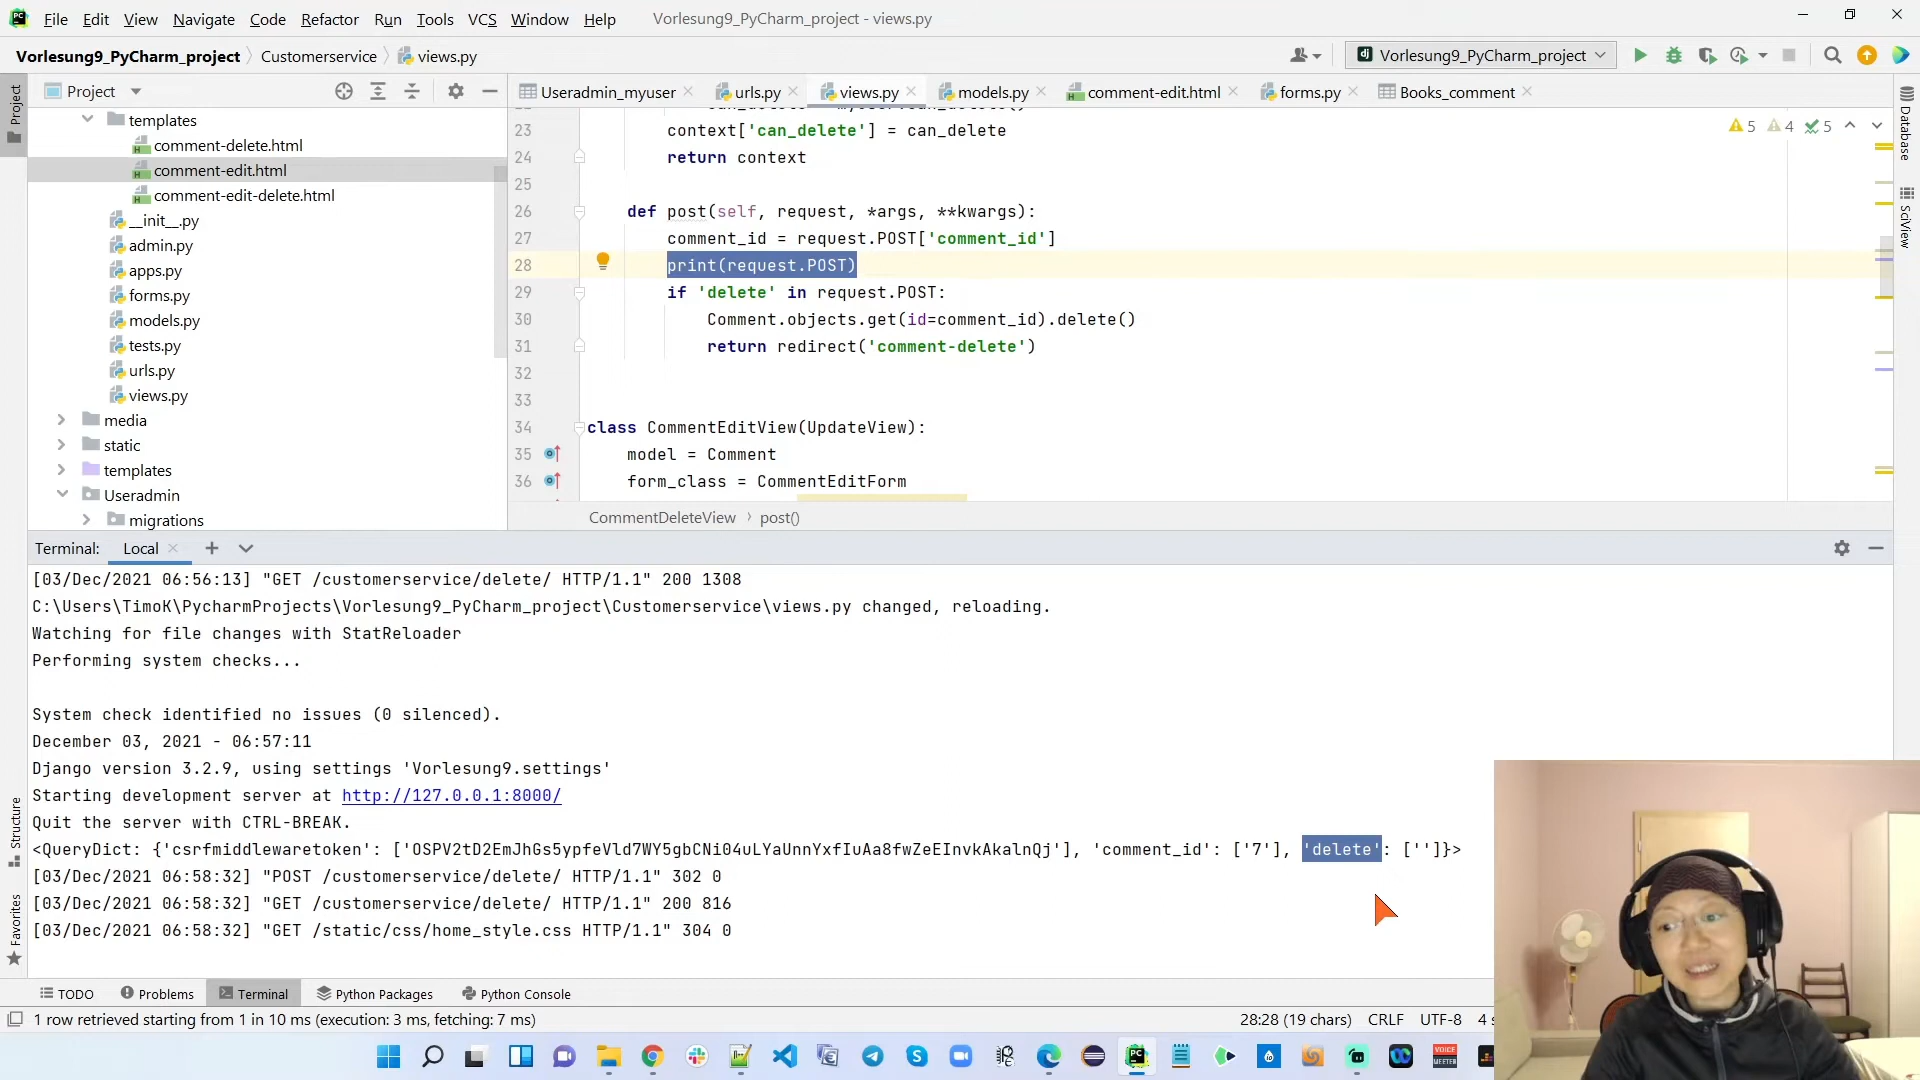 File Edit View Navigate Code Refactor Run Tools VCS Window Help Vorlesung9_PyCharm_project - views.py
Vorlesung9_PyCharm_project Customerservice views.py Vorlesung9_PyCharm_project
Project
Useradmin_myuser urls.py views.py models.py comment-edit.html forms.py Books_comment
Project
Database
SciView
Structure
Favorites
templates
comment-delete.html
comment-edit.html
comment-edit-delete.html
__init__.py
admin.py
apps.py
forms.py
models.py
tests.py
urls.py
views.py
media
static
templates
Useradmin
migrations
5 4 5
23 context['can_delete'] = can_delete
24 return context
25
26 def post(self, request, *args, **kwargs):
27 comment_id = request.POST['comment_id']
28 print(request.POST)
29 if 'delete' in request.POST:
30 Comment.objects.get(id=comment_id).delete()
31 return redirect('comment-delete')
32
33
34 class CommentEditView(UpdateView):
35 model = Comment
36 form_class = CommentEditForm
CommentDeleteView post()
Terminal: Local
[03/Dec/2021 06:56:13] "GET /customerservice/delete/ HTTP/1.1" 200 1308
C:\Users\TimoK\PycharmProjects\Vorlesung9_PyCharm_project\Customerservice\views.py changed, reloading.
Watching for file changes with StatReloader
Performing system checks...
System check identified no issues (0 silenced).
December 03, 2021 - 06:57:11
Django version 3.2.9, using settings 'Vorlesung9.settings'
Starting development server at http://127.0.0.1:8000/
Quit the server with CTRL-BREAK.
<QueryDict: {'csrfmiddlewaretoken': ['OSPV2tD2EmJhGs5ypfeVld7WY5gbCNi04uLYaUnnYxfIuAa8fwZeEInvkAkalnQj'], 'comment_id': ['7'], 'delete': ['']}>
[03/Dec/2021 06:58:32] "POST /customerservice/delete/ HTTP/1.1" 302 0
[03/Dec/2021 06:58:32] "GET /customerservice/delete/ HTTP/1.1" 200 816
[03/Dec/2021 06:58:32] "GET /static/css/home_style.css HTTP/1.1" 304 0
TODO Problems Terminal Python Packages Python Console
1 row retrieved starting from 1 in 10 ms (execution: 3 ms, fetching: 7 ms) 28:28 (19 chars) CRLF UTF-8 4